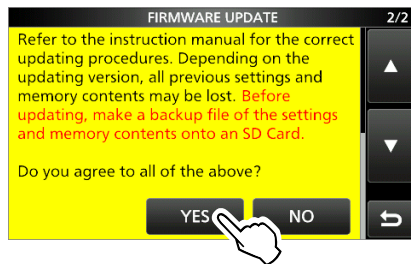 FIRMWARE UPDATE 2/2
Refer to the instruction manual for the correct
updating procedures. Depending on the
updating version, all previous settings and
memory contents may be lost. Before
updating, make a backup file of the settings
and memory contents onto an SD Card.
Do you agree to all of the above?
YES NO